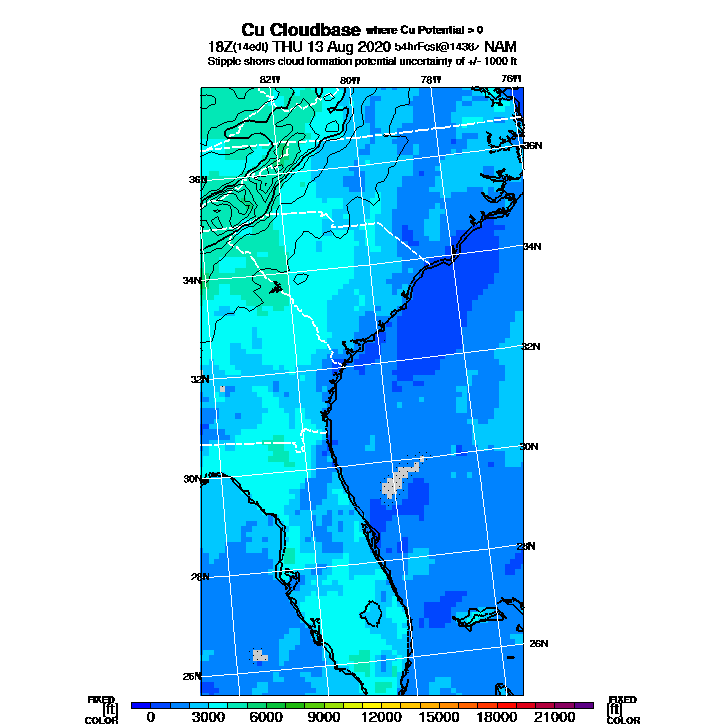 Cu Cloudbase where Cu Potential > 0
18Z(14edt) THU 13 Aug 2020 54hrFcst@1436z NAM
Stipple shows cloud formation potential uncertainty of +/- 1000 ft
82W 80W 78W 76W
36N
36N
34N
34N
32N
32N
30N
30N
28N
28N
26N
26N
FIXED [ft] COLOR
0 3000 6000 9000 12000 15000 18000 21000
FIXED [ft] COLOR